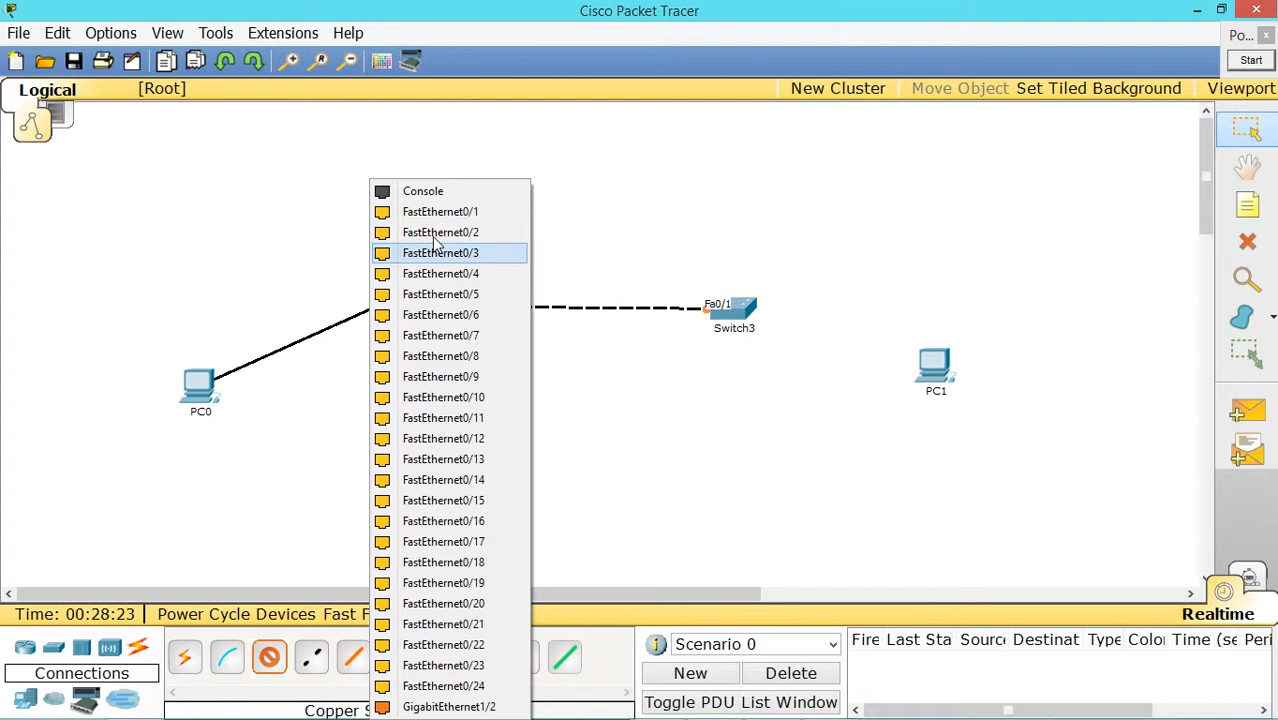 Cisco Packet Tracer
File Edit Options View Tools Extensions Help
Po...
Start
Logical [Root] New Cluster Move Object Set Tiled Background Viewport
Console
FastEthernet0/1
FastEthernet0/2
FastEthernet0/3
FastEthernet0/4
FastEthernet0/5
FastEthernet0/6
FastEthernet0/7
FastEthernet0/8
FastEthernet0/9
FastEthernet0/10
FastEthernet0/11
FastEthernet0/12
FastEthernet0/13
FastEthernet0/14
FastEthernet0/15
FastEthernet0/16
FastEthernet0/17
FastEthernet0/18
FastEthernet0/19
FastEthernet0/20
FastEthernet0/21
FastEthernet0/22
FastEthernet0/23
FastEthernet0/24
GigabitEthernet1/2
Fa0/1
Switch3
PC0
PC1
Time: 00:28:23 Power Cycle Devices Fast F
Realtime
Connections
Copper S
Scenario 0
New Delete
Toggle PDU List Window
Fire Last Sta Source Destinat Type Color Time (se Peri